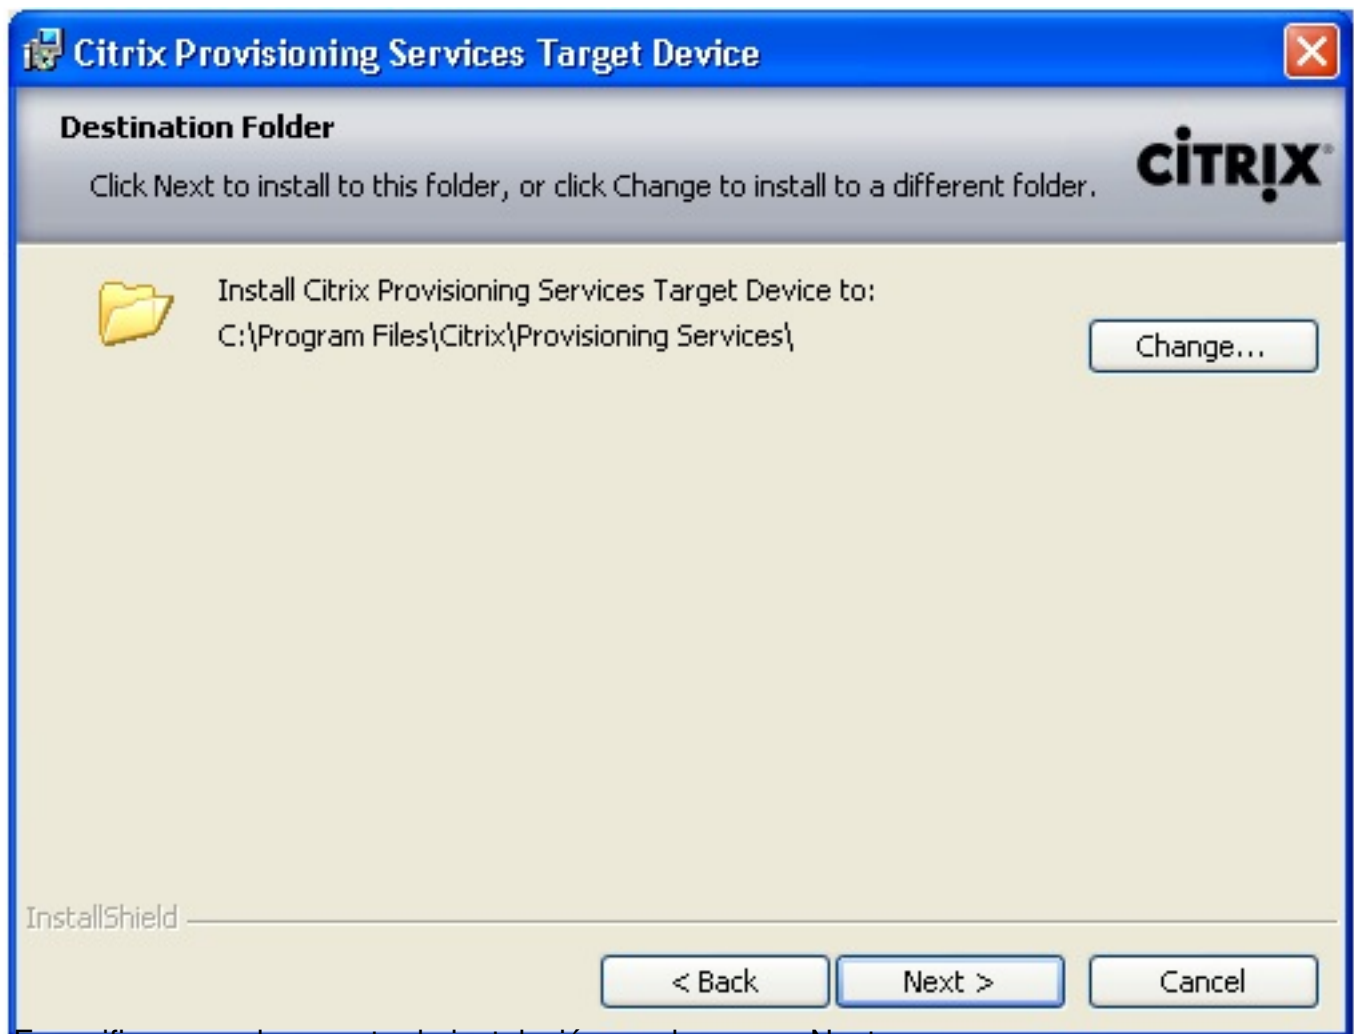 Citrix Provisioning Services Target Device
Destination Folder
Click Next to install to this folder, or click Change to install to a different folder.
CİTRIX
Install Citrix Provisioning Services Target Device to:
C:\Program Files\Citrix\Provisioning Services\
Change...
InstallShield
< Back
Next >
Cancel